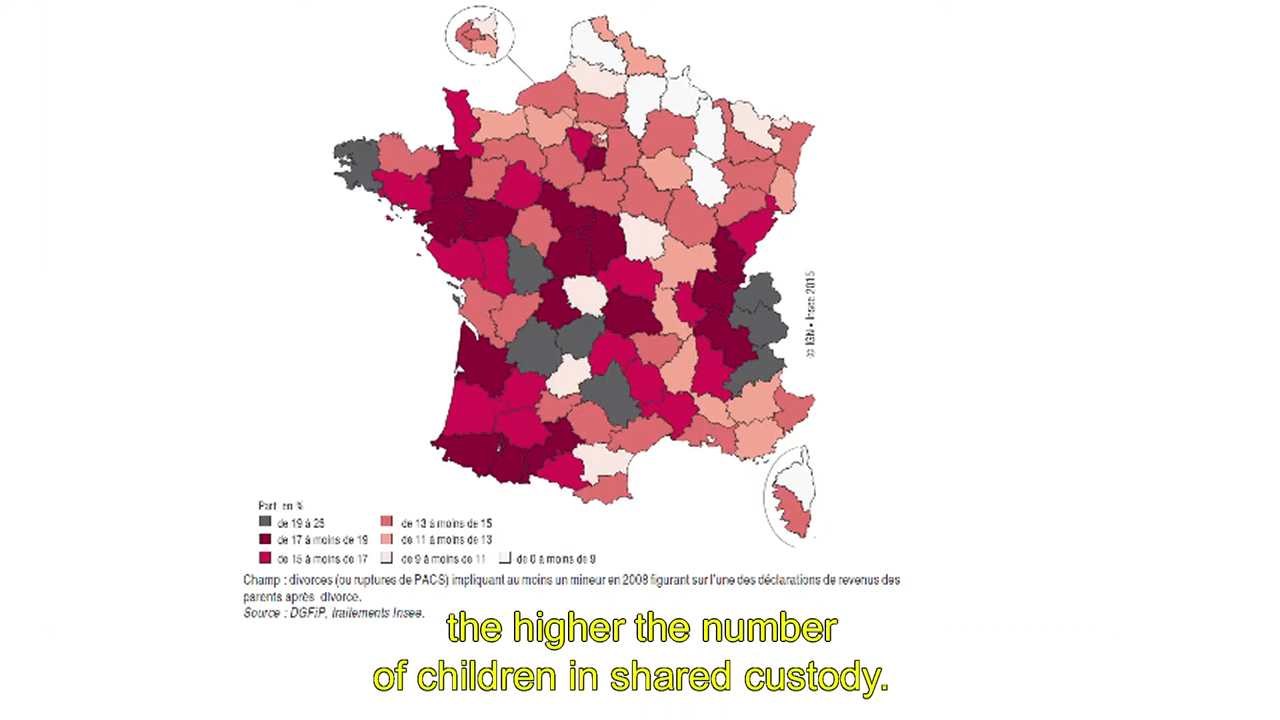 © IGN • Insee 2015
Part en %
de 19 à 25
de 17 à moins de 19
de 15 à moins de 17
de 13 à moins de 15
de 11 à moins de 13
de 9 à moins de 11
de 0 à moins de 9
Champ : divorces (ou ruptures de PACS) impliquant au moins un mineur en 2008 figurant sur l'une des déclarations de revenus des
parents après divorce.
Source : DGFiP, traitements Insee.
the higher the number
of children in shared custody.